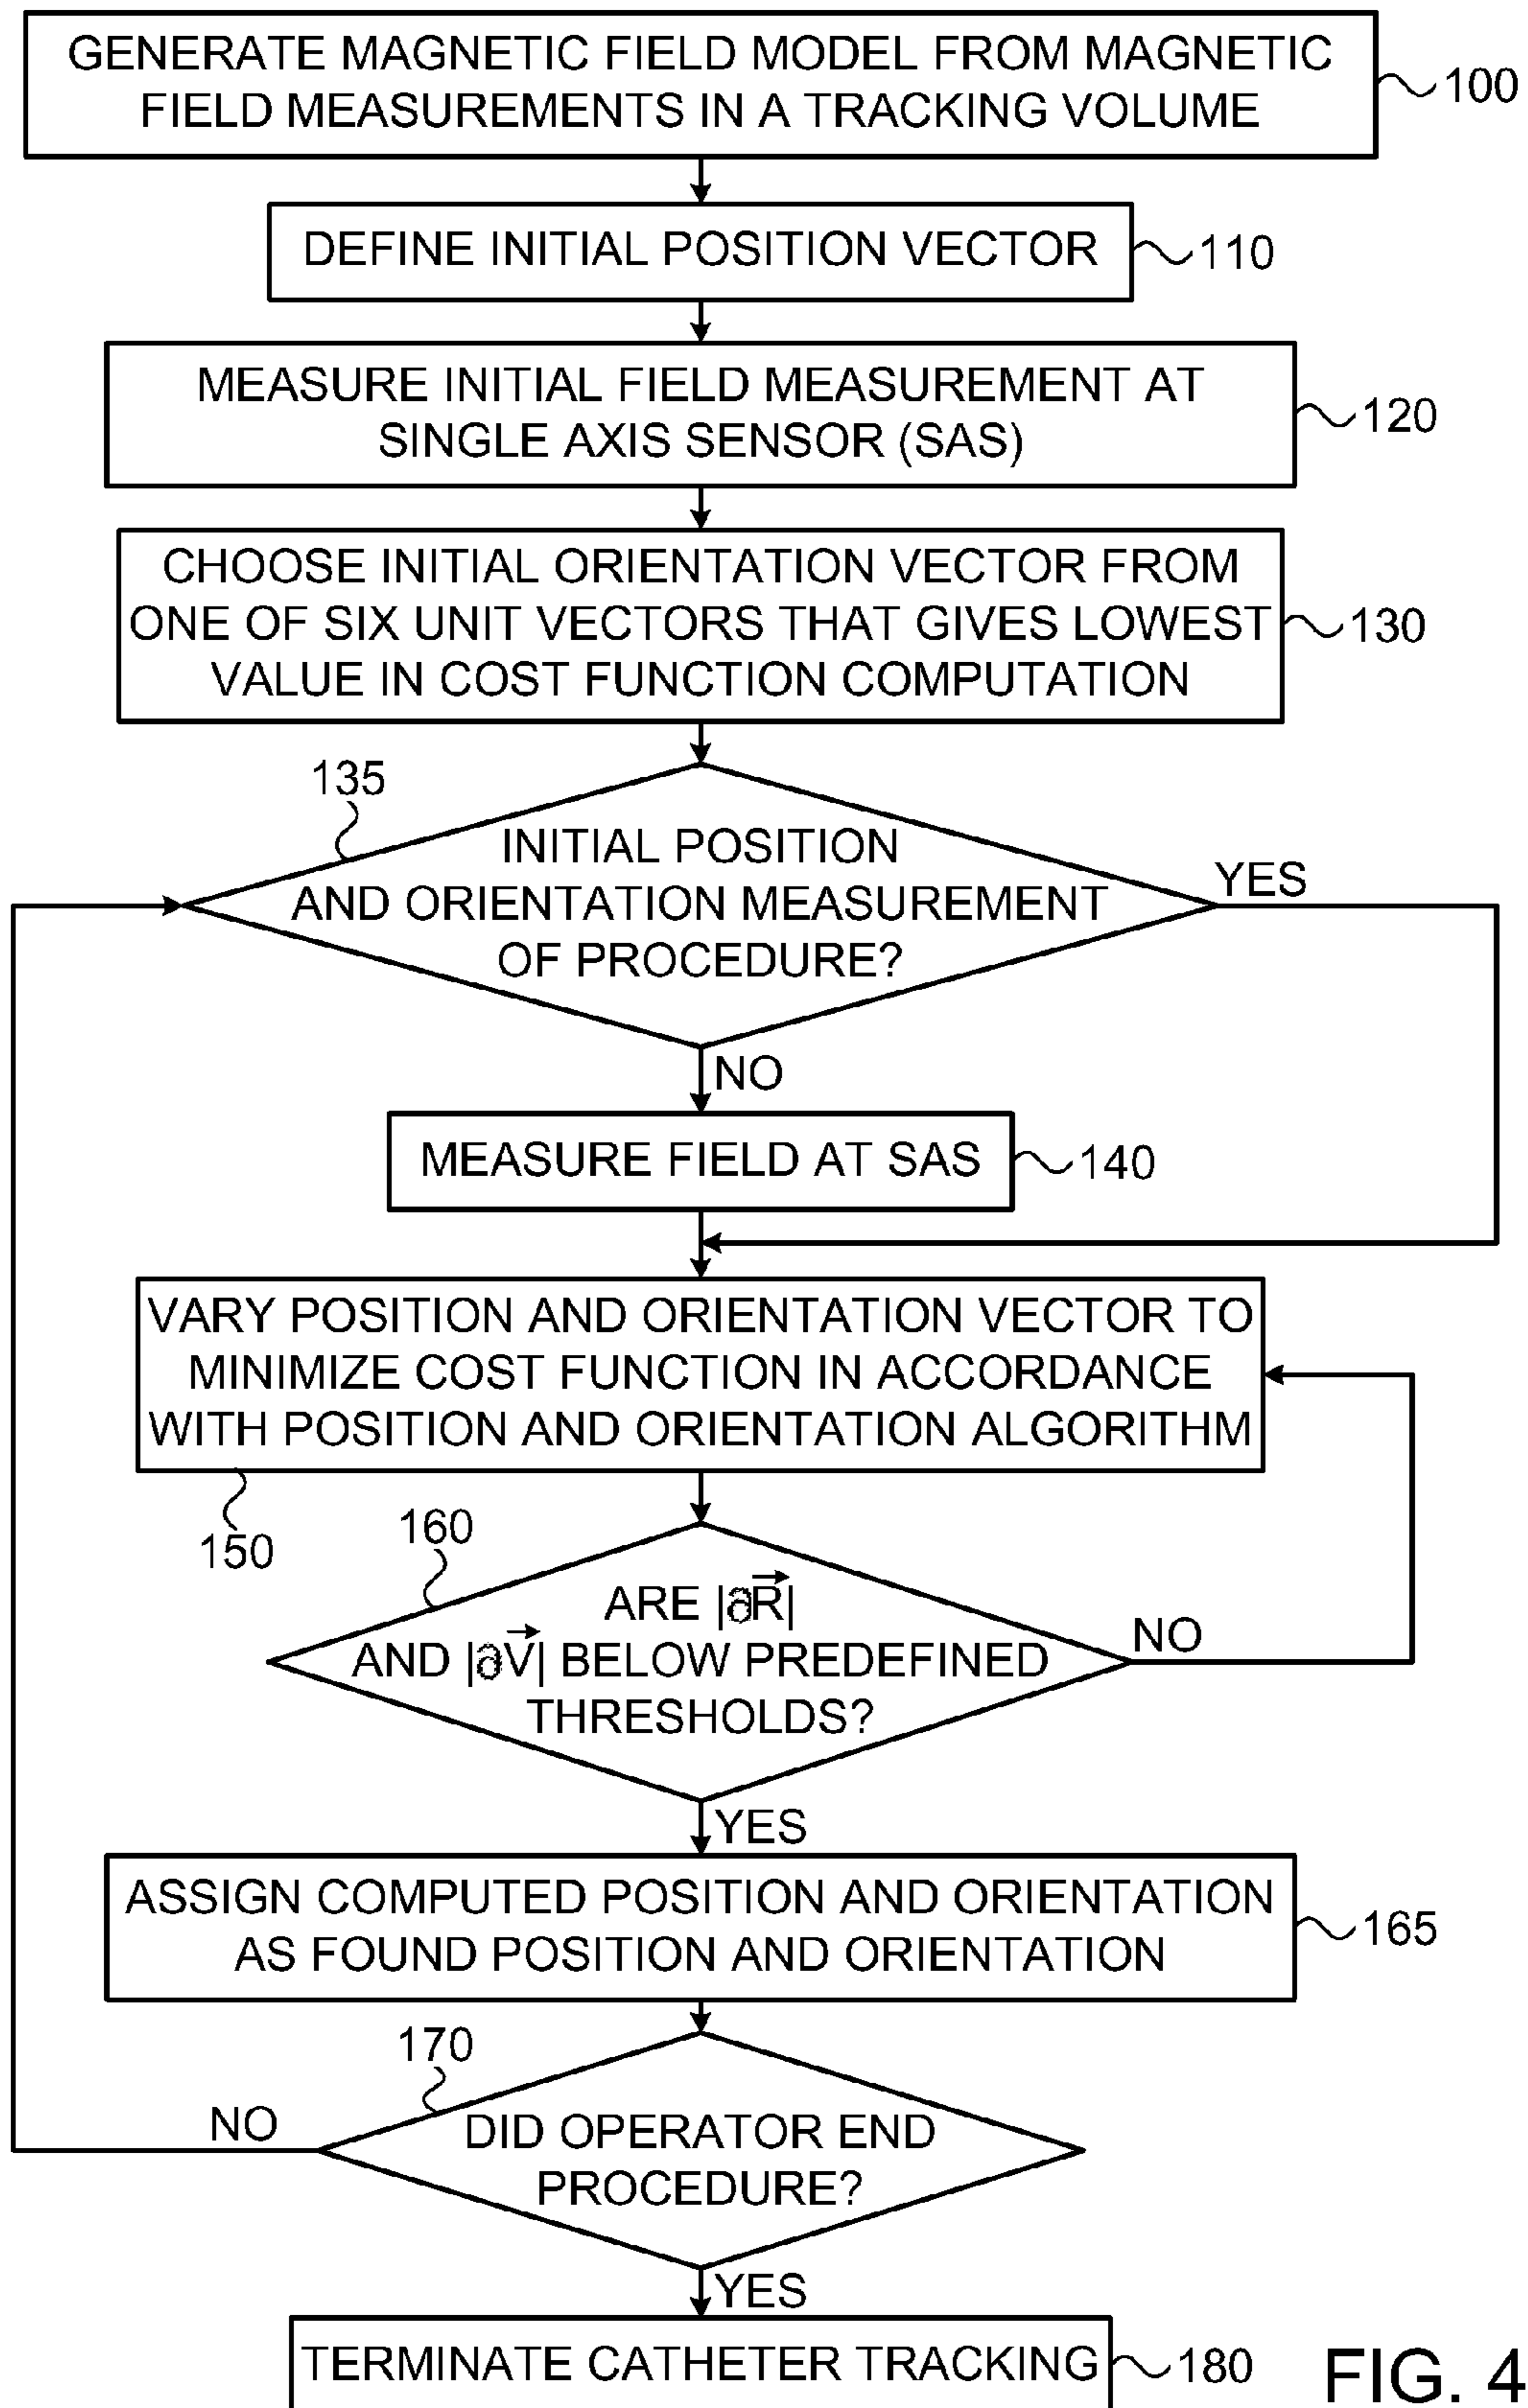 GENERATE MAGNETIC FIELD MODEL FROM MAGNETIC
FIELD MEASUREMENTS IN A TRACKING VOLUME
100
DEFINE INITIAL POSITION VECTOR
110
MEASURE INITIAL FIELD MEASUREMENT AT
SINGLE AXIS SENSOR (SAS)
120
CHOOSE INITIAL ORIENTATION VECTOR FROM
ONE OF SIX UNIT VECTORS THAT GIVES LOWEST
VALUE IN COST FUNCTION COMPUTATION
130
135
INITIAL POSITION
AND ORIENTATION MEASUREMENT
OF PROCEDURE?
YES
NO
MEASURE FIELD AT SAS
140
VARY POSITION AND ORIENTATION VECTOR TO
MINIMIZE COST FUNCTION IN ACCORDANCE
WITH POSITION AND ORIENTATION ALGORITHM
150
160
ARE |∂R⃗|
AND |∂V⃗| BELOW PREDEFINED
THRESHOLDS?
NO
YES
ASSIGN COMPUTED POSITION AND ORIENTATION
AS FOUND POSITION AND ORIENTATION
165
170
DID OPERATOR END
PROCEDURE?
NO
YES
TERMINATE CATHETER TRACKING
180
FIG. 4